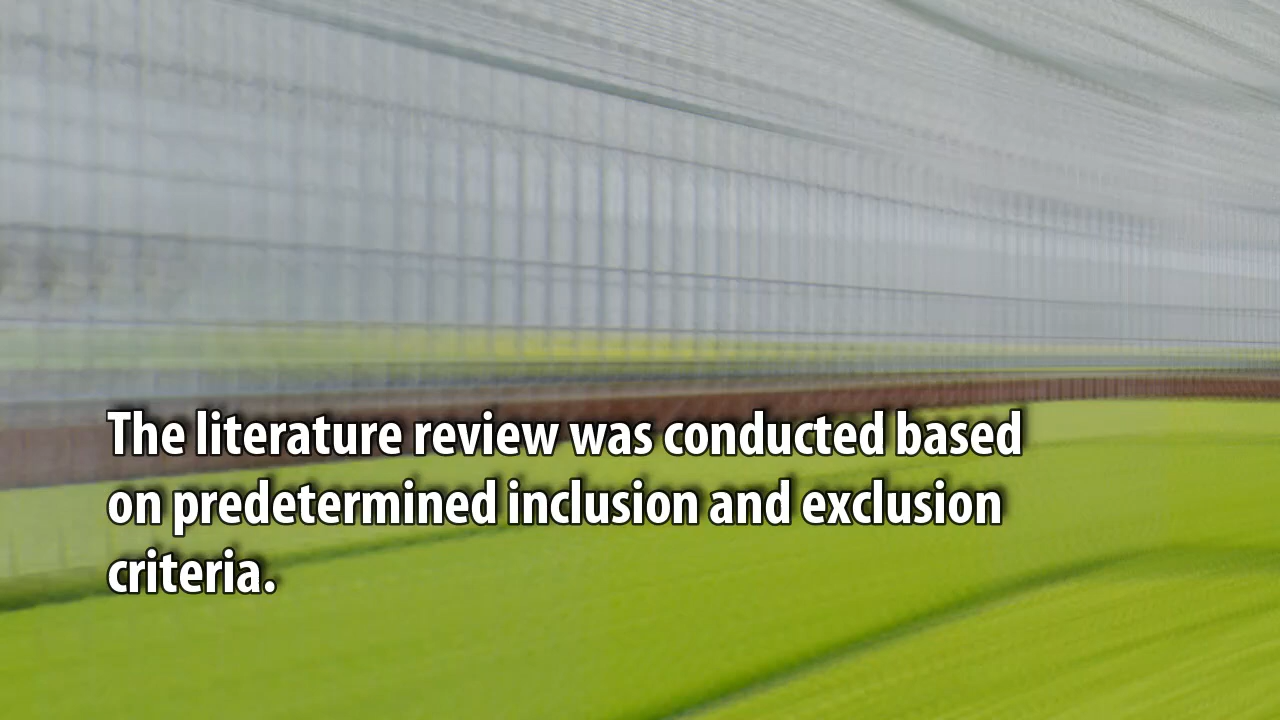 The literature review was conducted based
on predetermined inclusion and exclusion
criteria.